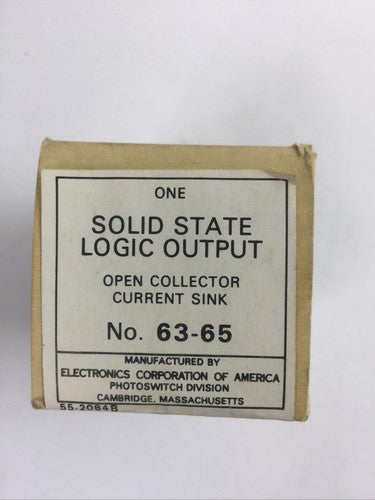 ONE
SOLID STATE
LOGIC OUTPUT
OPEN COLLECTOR
CURRENT SINK
No. 63-65
MANUFACTURED BY
ELECTRONICS CORPORATION OF AMERICA
PHOTOSWITCH DIVISION
CAMBRIDGE, MASSACHUSETTS
55-2084B